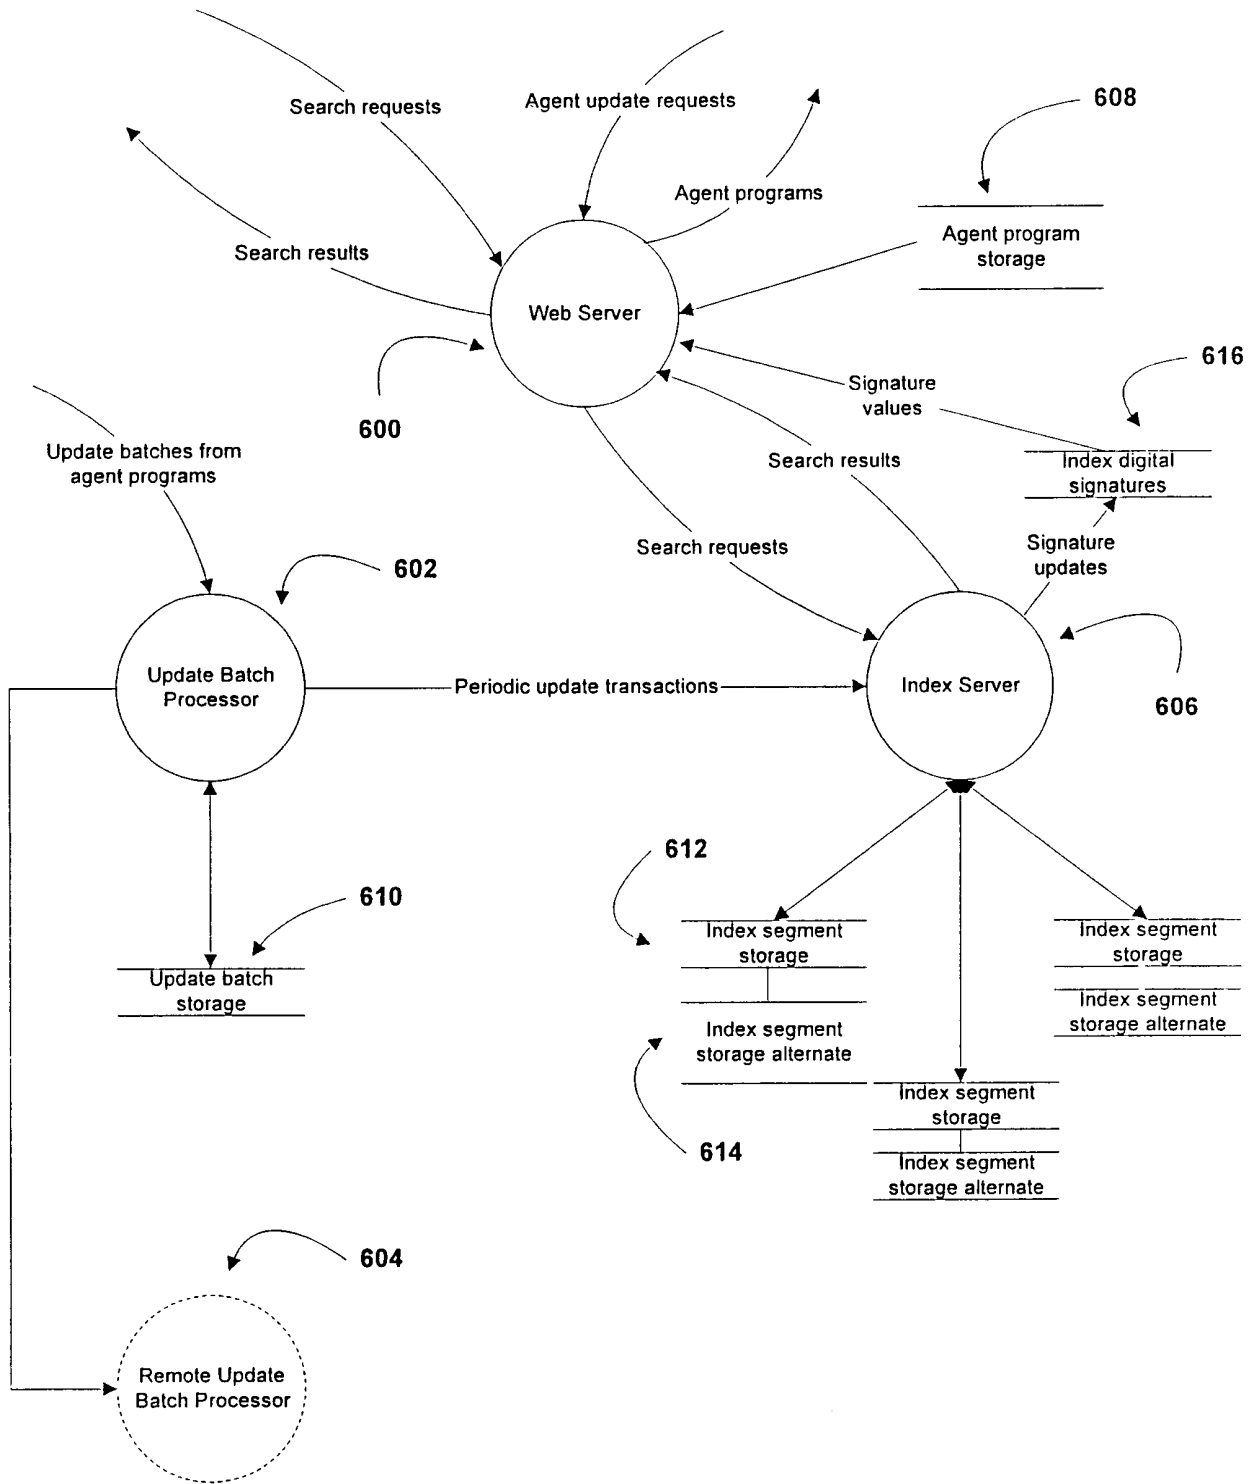 Search requests
Agent update requests
608
Agent programs
Agent program
storage
Search results
Web Server
616
Signature
values
600
Update batches from
agent programs
Search results
Index digital
signatures
Search requests
Signature
updates
602
Update Batch
Processor
Periodic update transactions
Index Server
606
612
610
Index segment
storage
Index segment
storage
Update batch
storage
Index segment
storage alternate
Index segment
storage alternate
Index segment
storage
614
Index segment
storage alternate
604
Remote Update
Batch Processor